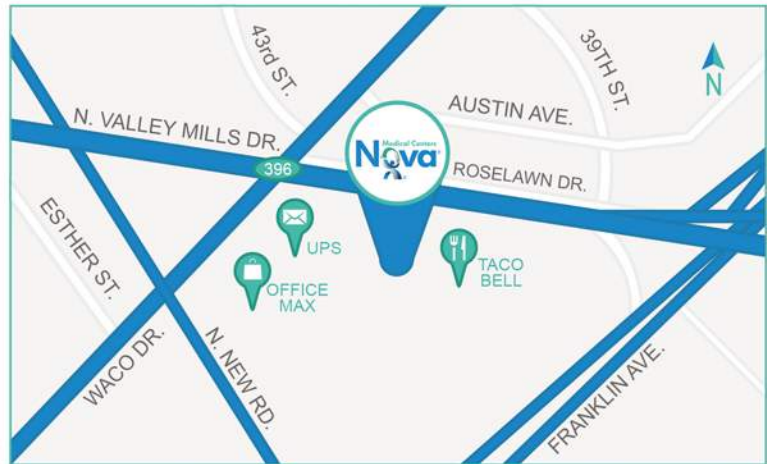 43rd ST.
39TH ST.
N
AUSTIN AVE.
N. VALLEY MILLS DR.
Medical Centers
Nova
396
ROSELAWN DR.
ESTHER ST.
UPS
TACO
BELL
OFFICE
MAX
WACO DR.
N. NEW RD.
FRANKLIN AVE.